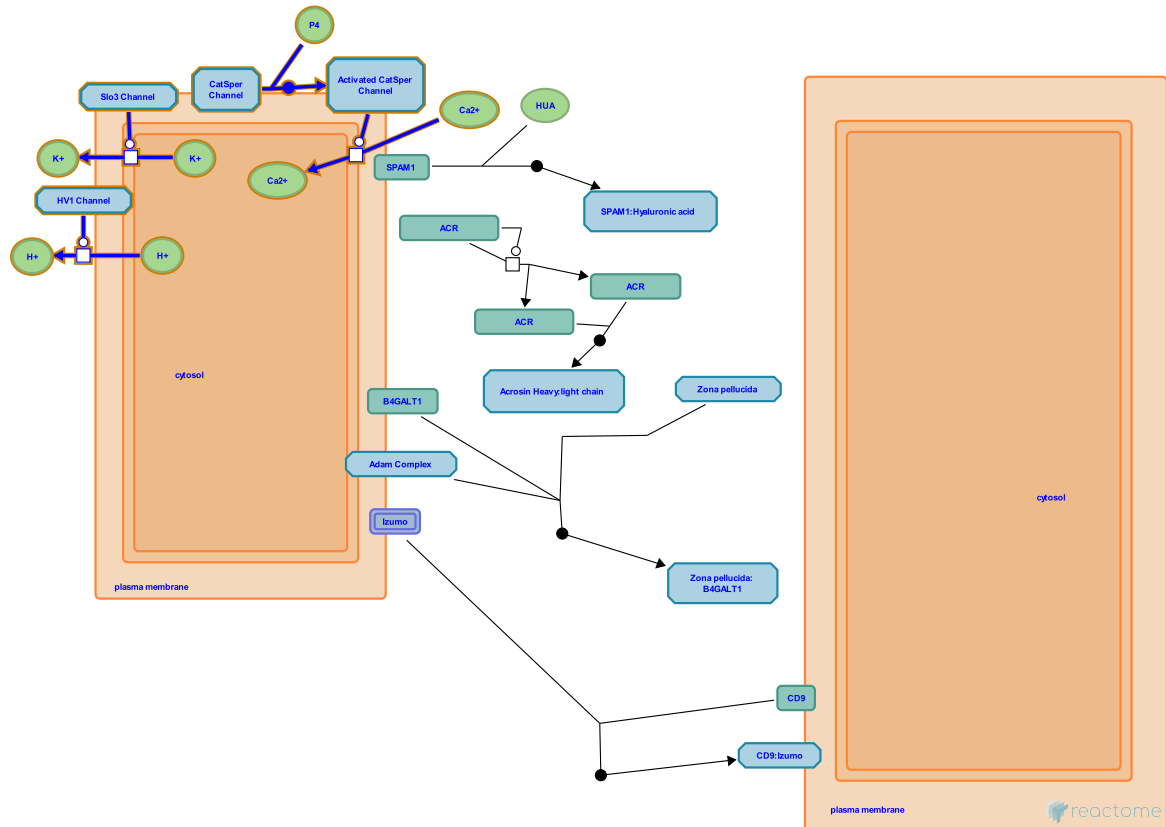 P4
CatSper
Channel
Activated CatSper
Channel
Slo3 Channel
Ca2+
HUA
K+
K+
Ca2+
SPAM1
HV1 Channel
SPAM1:Hyaluronic acid
ACR
H+
H+
ACR
ACR
cytosol
Acrosin Heavy:light chain
Zona pellucida
B4GALT1
Adam Complex
cytosol
Izumo
Zona pellucida:
B4GALT1
plasma membrane
CD9
CD9:Izumo
plasma membrane
reactome